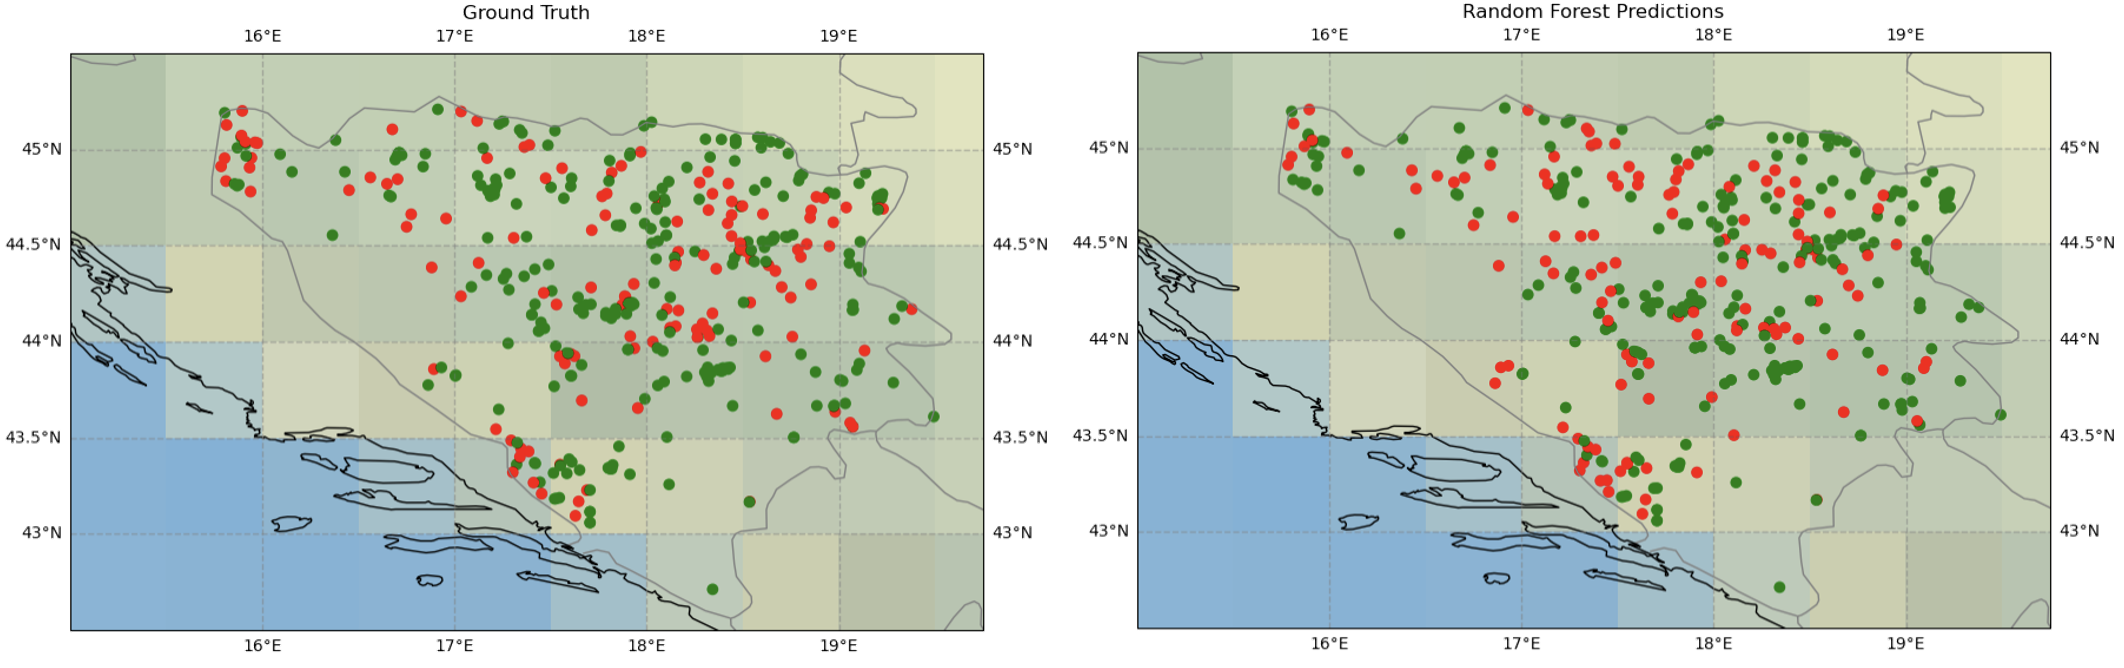 Ground Truth
Random Forest Predictions
16°E 17°E 18°E 19°E
16°E 17°E 18°E 19°E
45°N 45°N 45°N 45°N
44.5°N 44.5°N 44.5°N 44.5°N
44°N 44°N 44°N 44°N
43.5°N 43.5°N 43.5°N 43.5°N
43°N 43°N 43°N 43°N
16°E 17°E 18°E 19°E
16°E 17°E 18°E 19°E